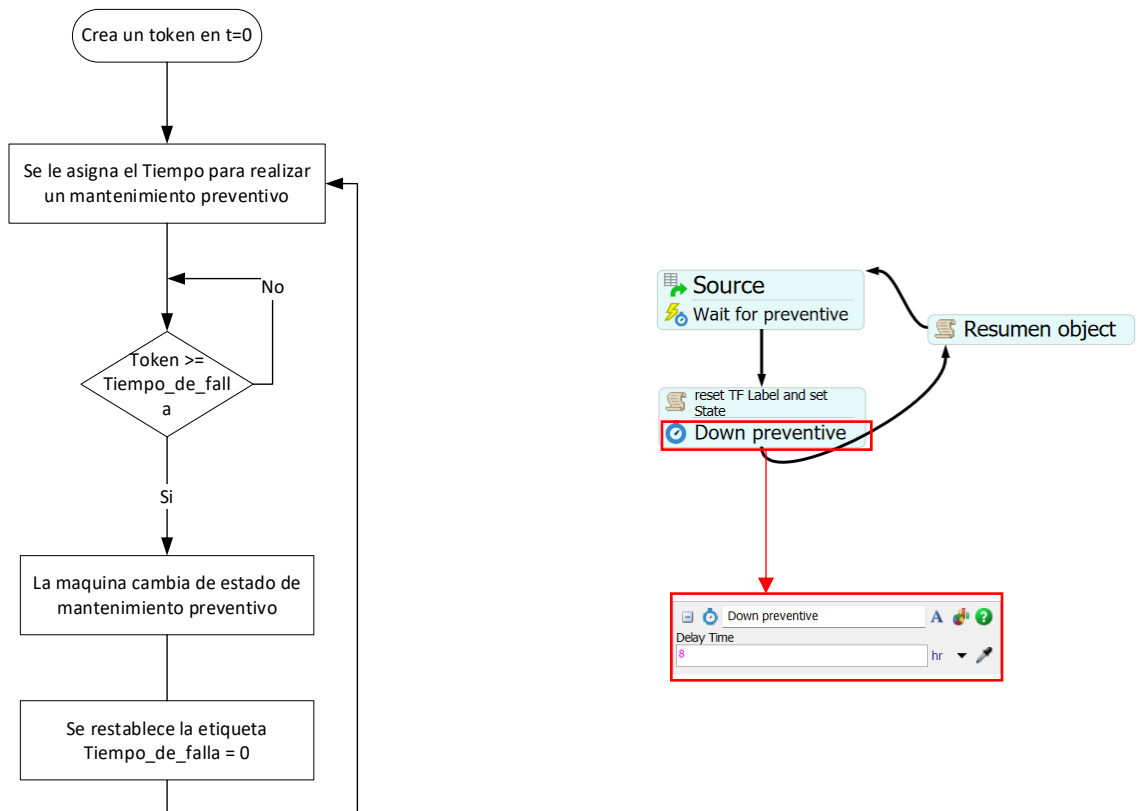 Crea un token en t=0
Se le asigna el Tiempo para realizar
un mantenimiento preventivo
No
Token >=
Tiempo_de_fall
a
Si
La maquina cambia de estado de
mantenimiento preventivo
Se restablece la etiqueta
Tiempo_de_falla = 0
Source
Wait for preventive
Resumen object
reset TF Label and set
State
Down preventive
Down preventive
A
?
Delay Time
8
hr